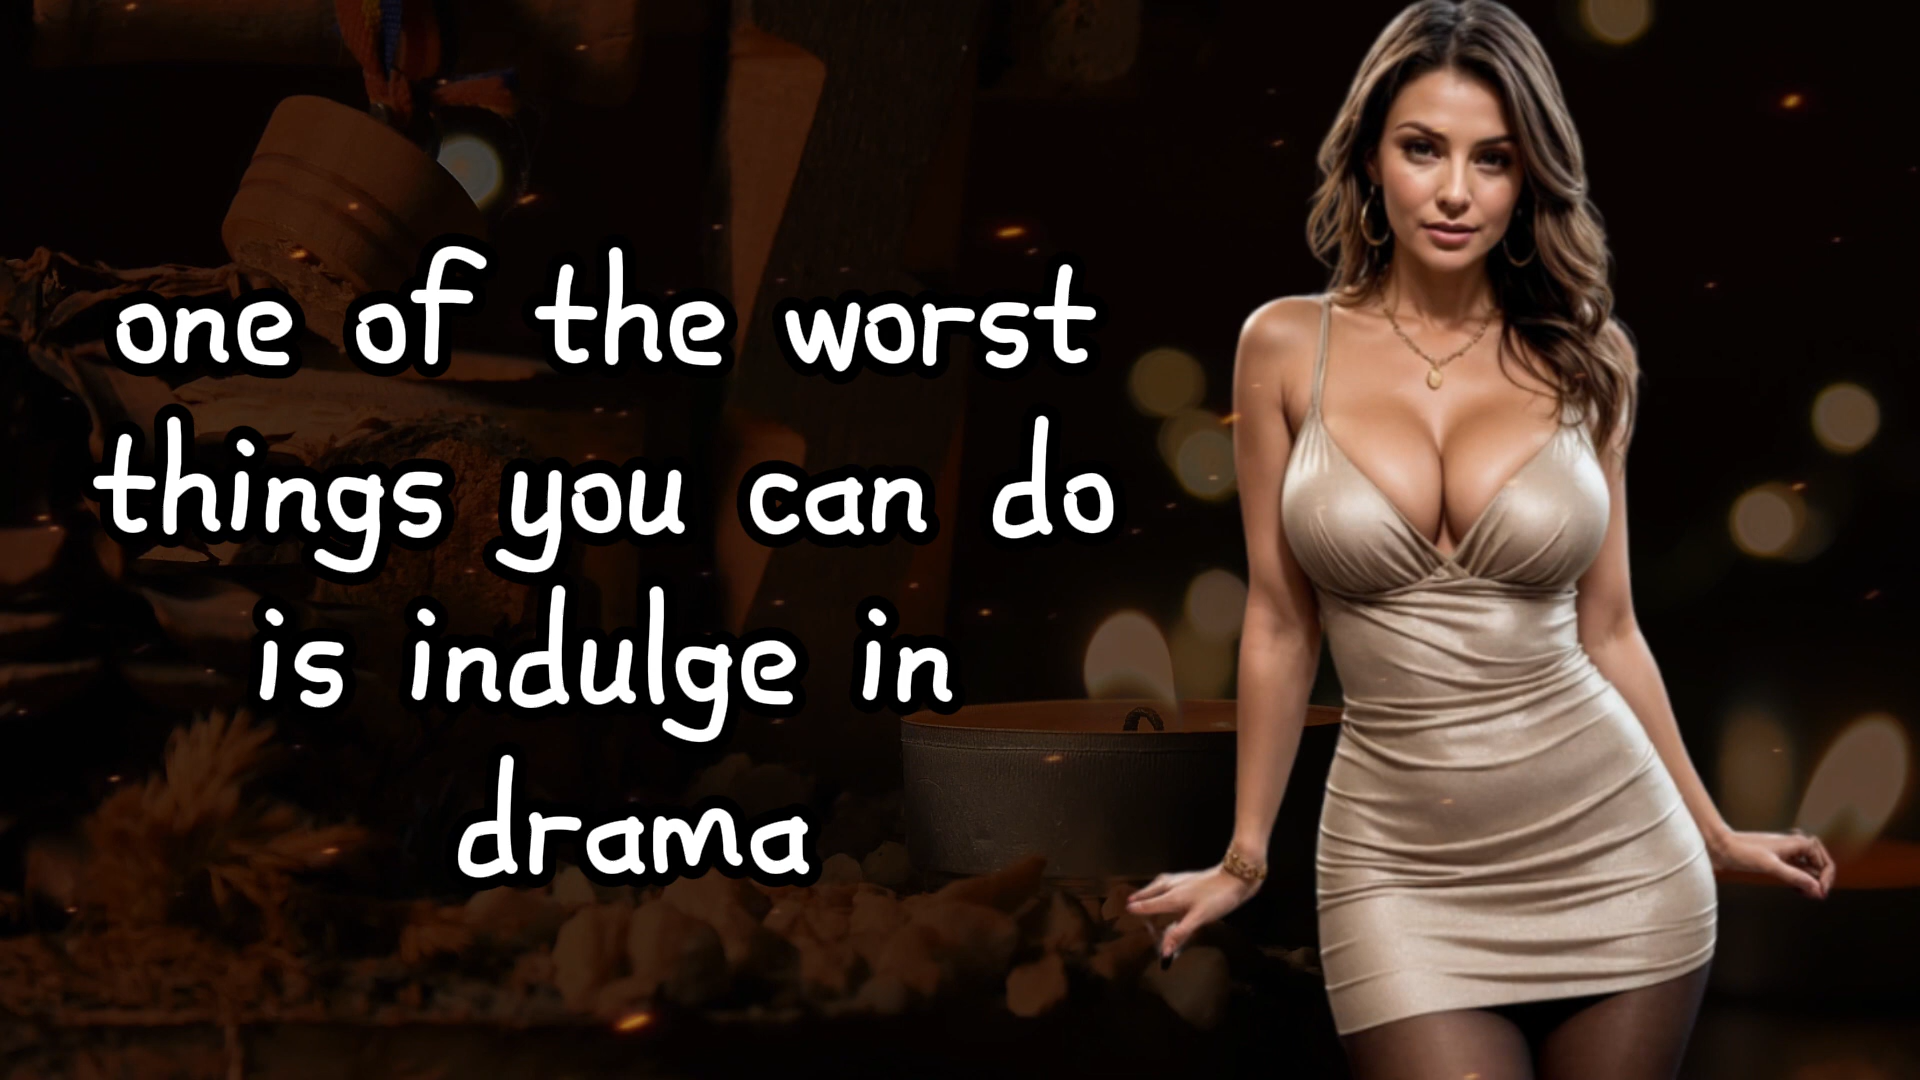 one of the worst
things you can do
is indulge in
drama